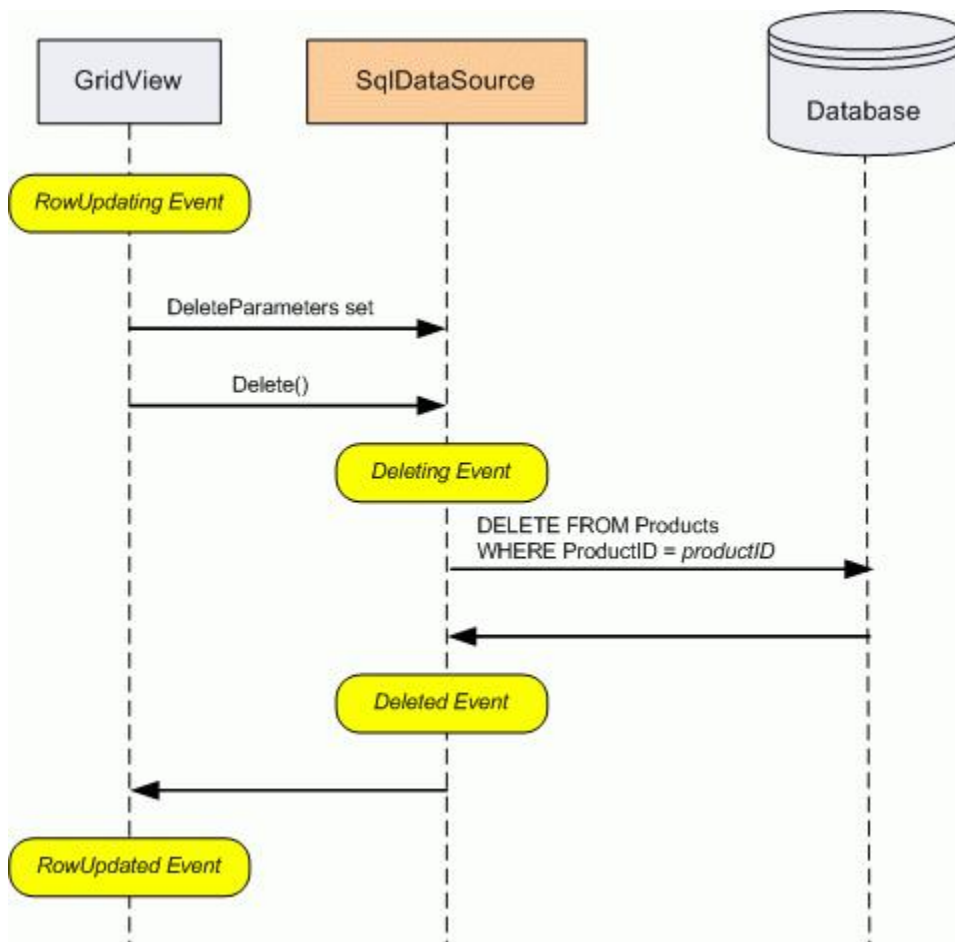 GridView
SqlDataSource
Database
RowUpdating Event
DeleteParameters set
Delete()
Deleting Event
DELETE FROM Products
WHERE ProductID = productID
Deleted Event
RowUpdated Event